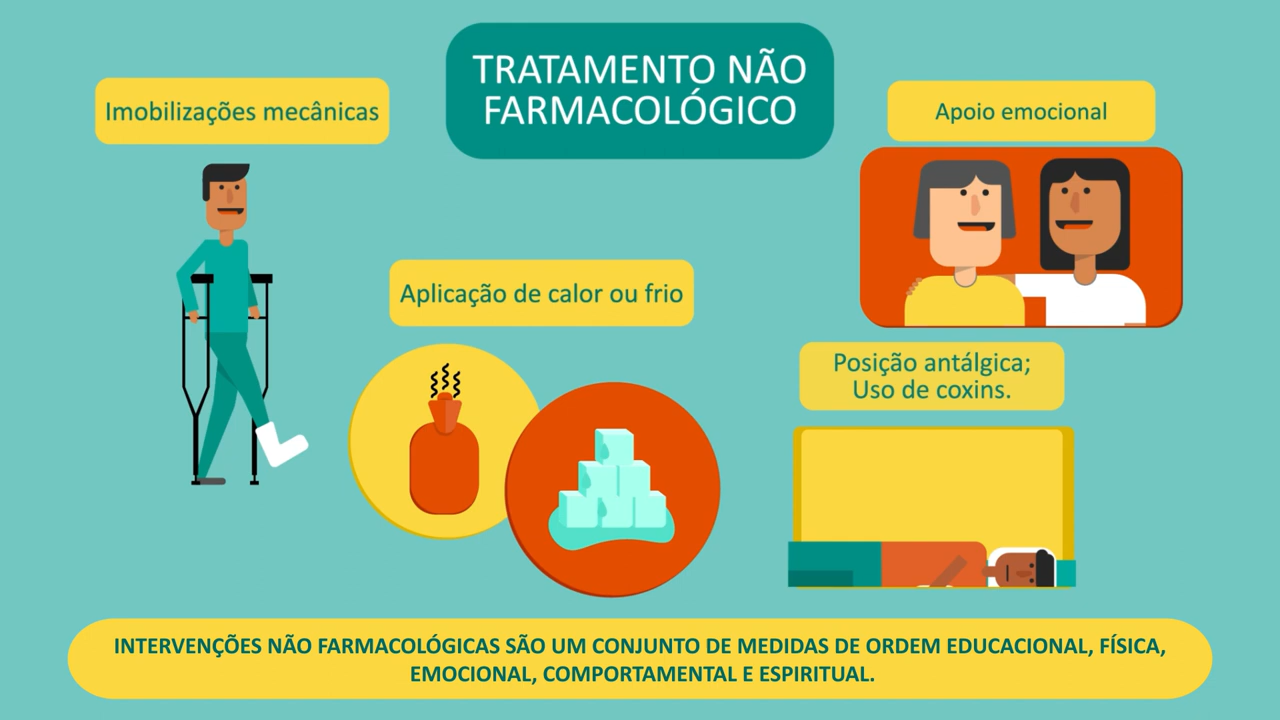 TRATAMENTO NÃO
FARMACOLÓGICO
Imobilizações mecânicas
Apoio emocional
Aplicação de calor ou frio
Posição antálgica;
Uso de coxins.
INTERVENÇÕES NÃO FARMACOLÓGICAS SÃO UM CONJUNTO DE MEDIDAS DE ORDEM EDUCACIONAL, FÍSICA,
EMOCIONAL, COMPORTAMENTAL E ESPIRITUAL.